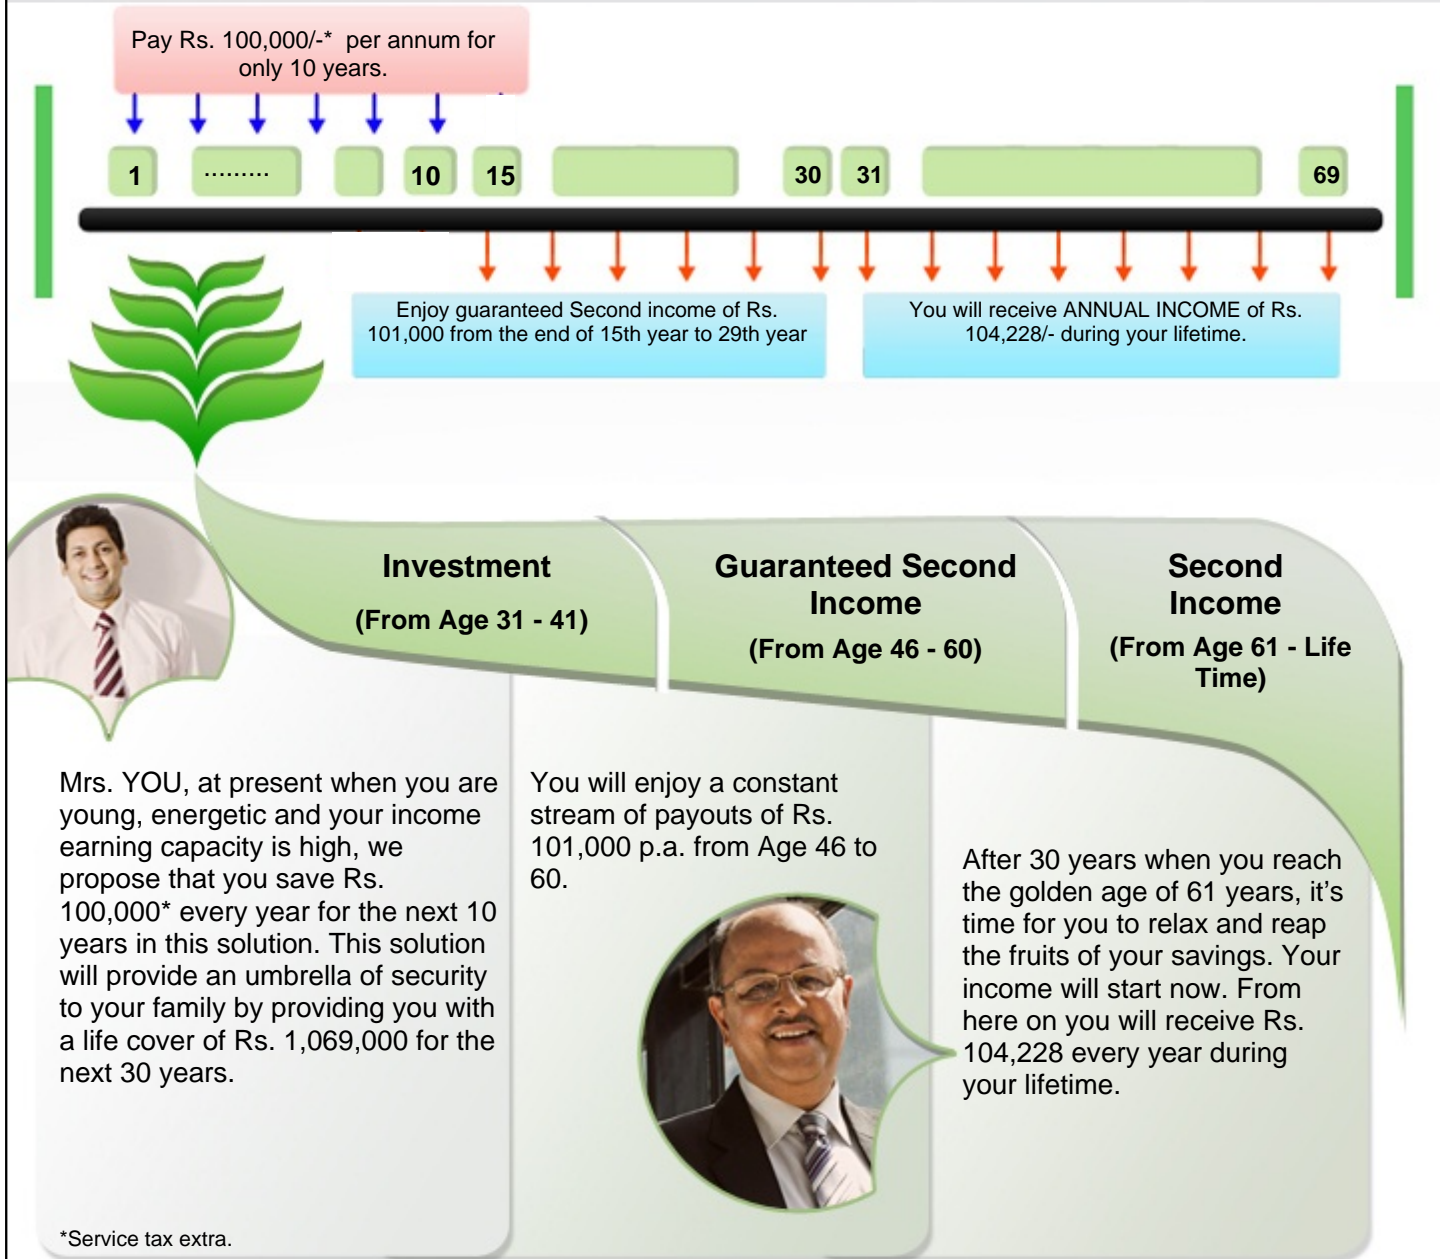 Pay Rs. 100,000/-* per annum for
only 10 years.
1
.........
10
15
30
31
69
Enjoy guaranteed Second income of Rs.
101,000 from the end of 15th year to 29th year
You will receive ANNUAL INCOME of Rs.
104,228/- during your lifetime.
Investment
(From Age 31 - 41)
Guaranteed Second
Income
(From Age 46 - 60)
Second
Income
(From Age 61 - Life
Time)
Mrs. YOU, at present when you are
young, energetic and your income
earning capacity is high, we
propose that you save Rs.
100,000* every year for the next 10
years in this solution. This solution
will provide an umbrella of security
to your family by providing you with
a life cover of Rs. 1,069,000 for the
next 30 years.
You will enjoy a constant
stream of payouts of Rs.
101,000 p.a. from Age 46 to
60.
After 30 years when you reach
the golden age of 61 years, it's
time for you to relax and reap
the fruits of your savings. Your
income will start now. From
here on you will receive Rs.
104,228 every year during
your lifetime.
*Service tax extra.